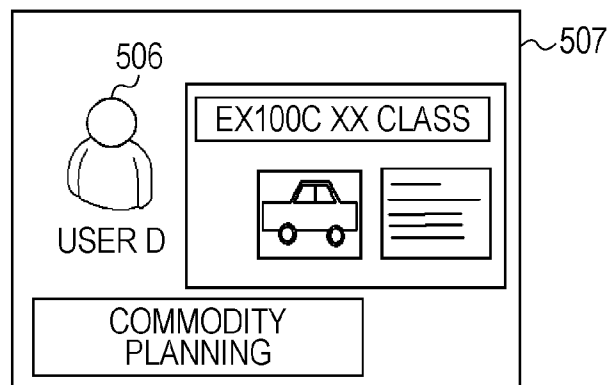 506
507
EX100C XX CLASS
USER D
COMMODITY
PLANNING